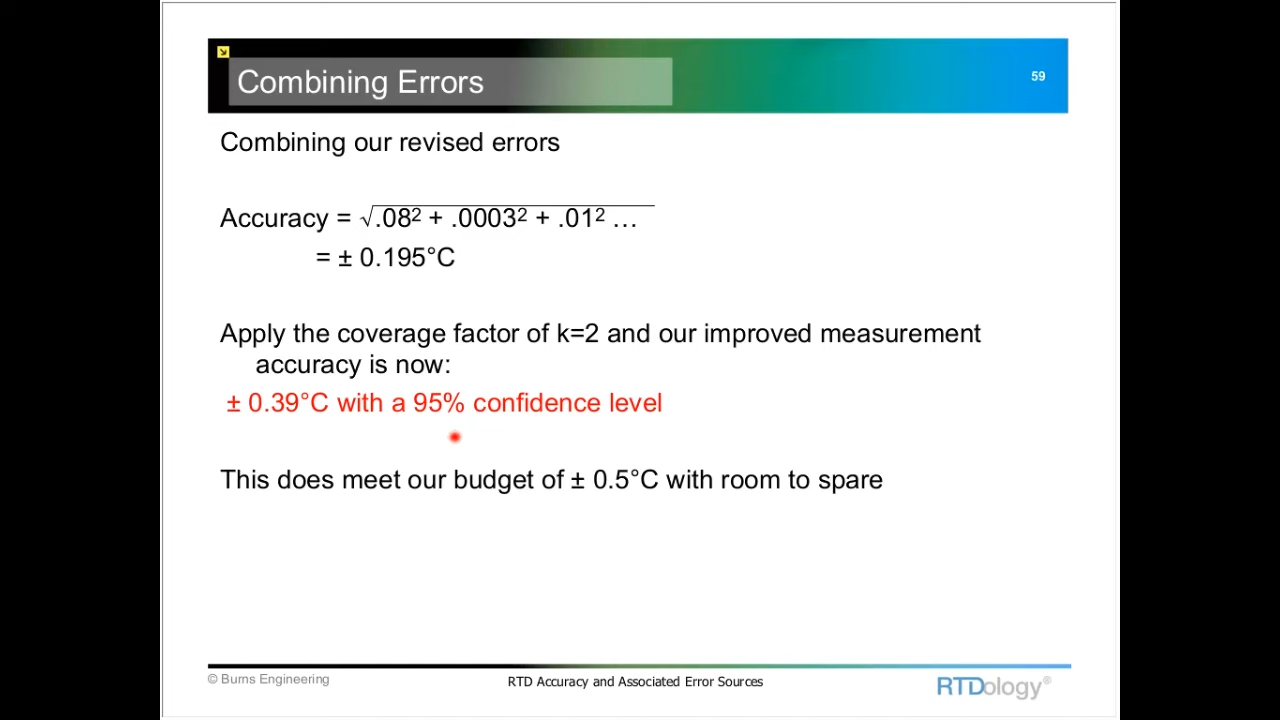 Combining Errors
59
Combining our revised errors
Accuracy = √.08² + .0003² + .01² …
= ± 0.195°C
Apply the coverage factor of k=2 and our improved measurement
accuracy is now:
± 0.39°C with a 95% confidence level
This does meet our budget of ± 0.5°C with room to spare
© Burns Engineering
RTD Accuracy and Associated Error Sources
RTDology®